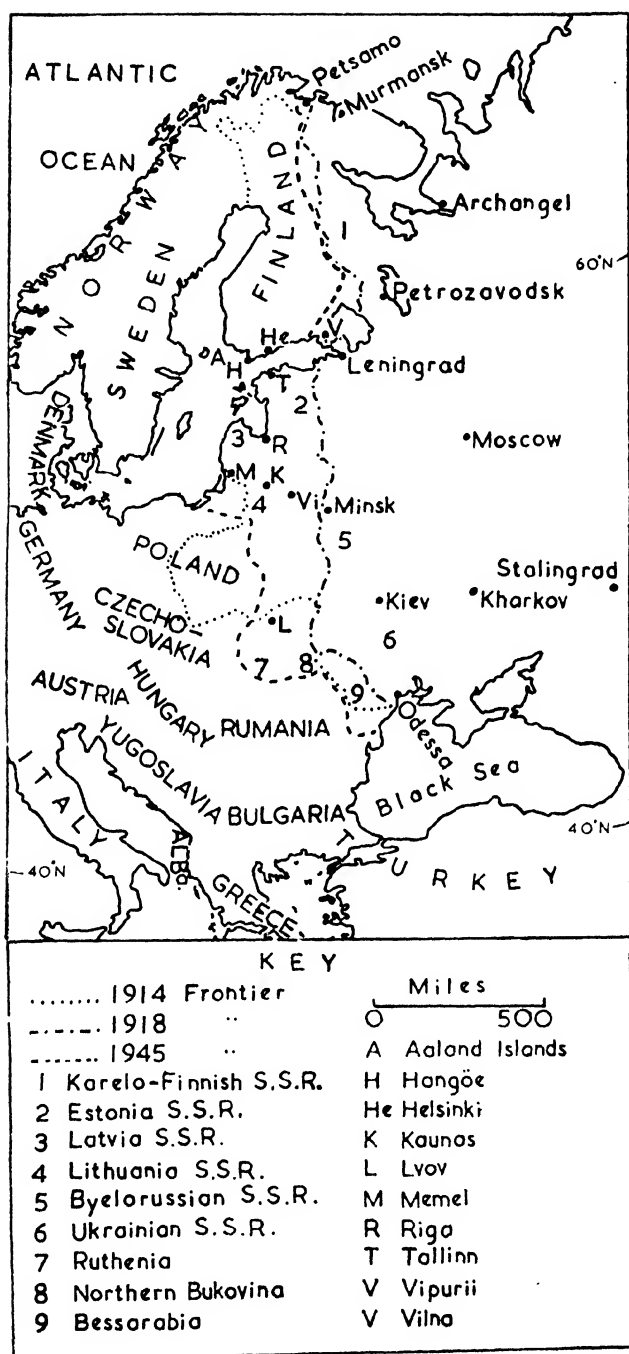 ATLANTIC
OCEAN
Petsamo
Murmansk
NORWAY
SWEDEN
FINLAND
1
Archangel
60°N
Petrozavodsk
V
He
A
H
Leningrad
T
2
DENMARK
3
R
Moscow
M
K
4
Vi
Minsk
5
GERMANY
POLAND
Stalingrad
CZECHO-
SLOVAKIA
L
Kiev
Kharkov
6
7
8
9
AUSTRIA
HUNGARY
RUMANIA
Odessa
ITALY
YUGOSLAVIA
BULGARIA
Black Sea
40°N
40°N
ALBA.
GREECE
TURKEY
KEY
........ 1914 Frontier
-.-.-.- 1918 "
------- 1945 "
1 Karelo-Finnish S.S.R.
2 Estonia S.S.R.
3 Latvia S.S.R.
4 Lithuania S.S.R.
5 Byelorussian S.S.R.
6 Ukrainian S.S.R.
7 Ruthenia
8 Northern Bukovina
9 Bessarabia
Miles
0 500
A Aaland Islands
H Hangöe
He Helsinki
K Kaunas
L Lvov
M Memel
R Riga
T Tallinn
V Vipurii
V Vilna